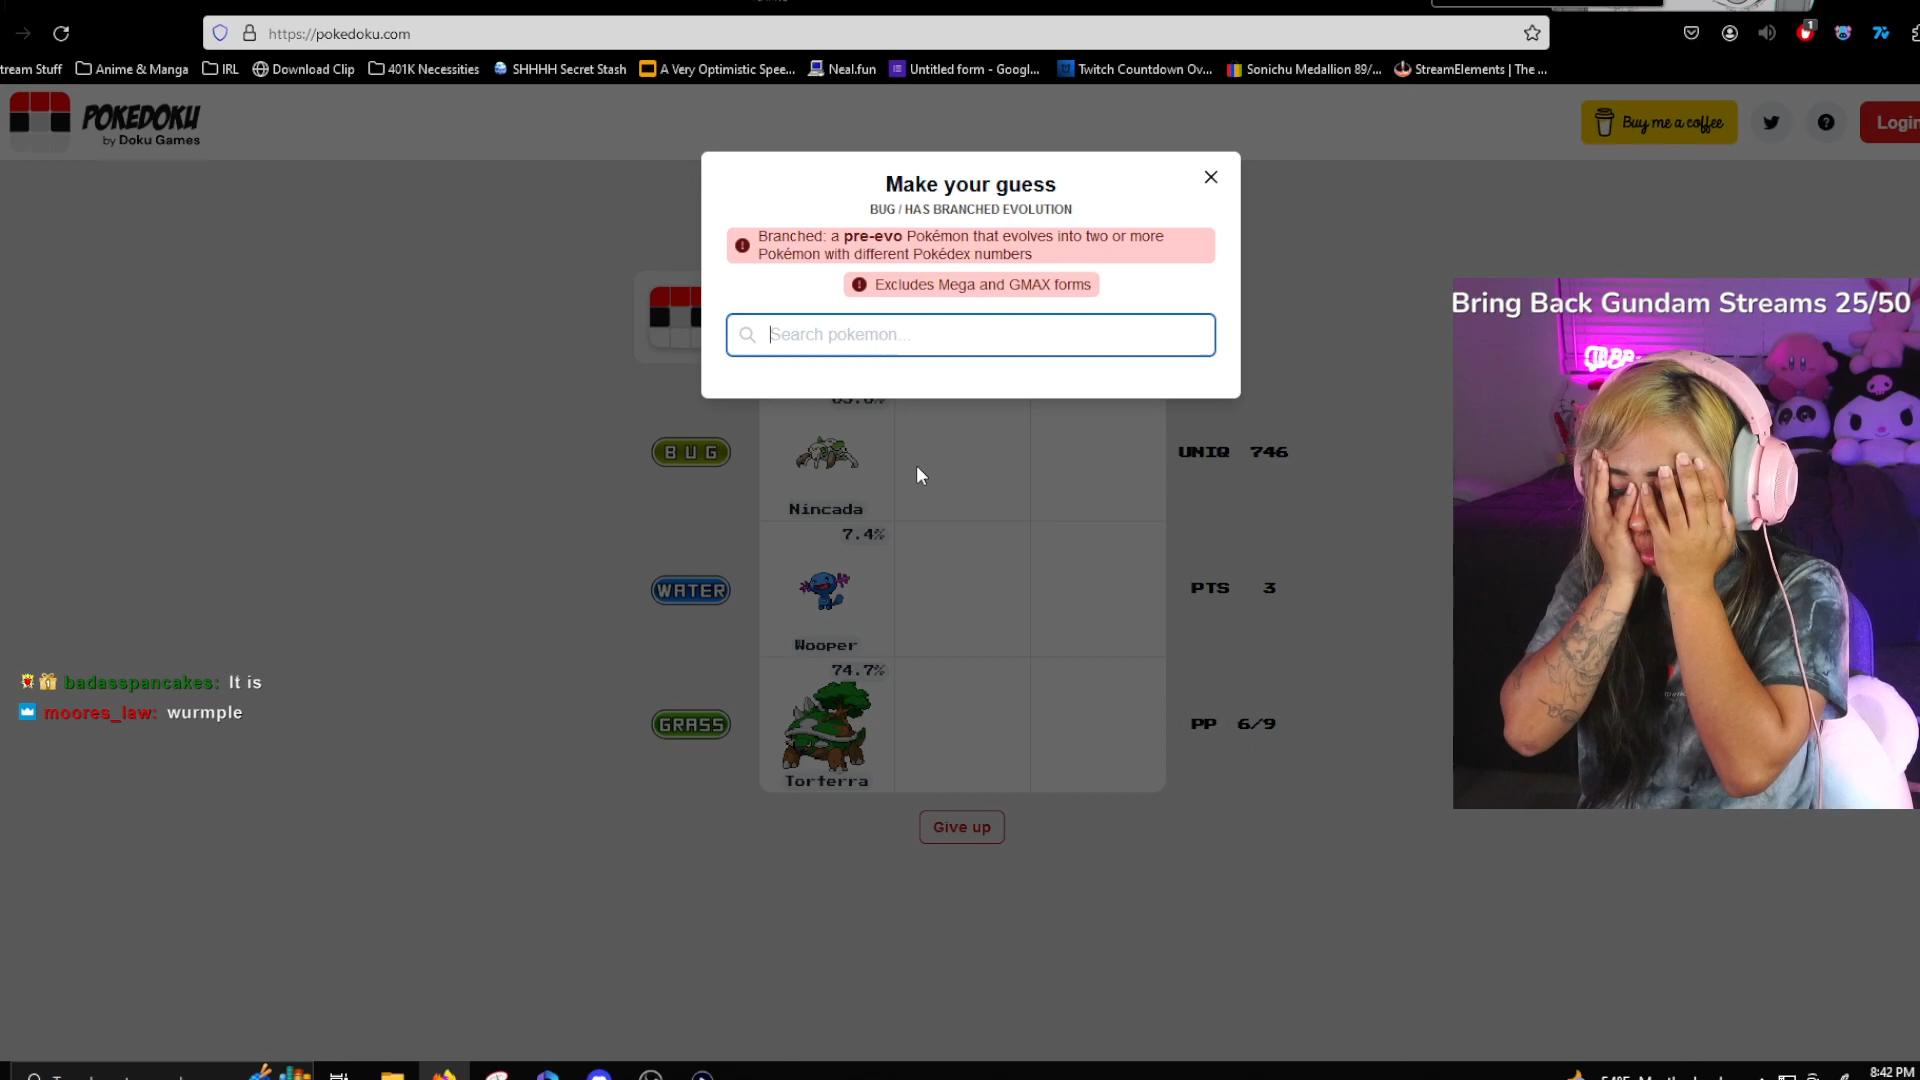 https://pokedoku.com
1
tream Stuff
Anime & Manga
IRL
Download Clip
401K Necessities
SHHHH Secret Stash
A Very Optimistic Spee...
Neal.fun
Untitled form - Googl...
Twitch Countdown Ov...
Sonichu Medallion 89/...
StreamElements | The ...
POKEDOKU
by Doku Games
Buy me a coffee
Login
Make your guess
BUG / HAS BRANCHED EVOLUTION
Branched: a pre-evo Pokémon that evolves into two or more
Pokémon with different Pokédex numbers
Excludes Mega and GMAX forms
Search pokemon...
Bring Back Gundam Streams 25/50
BUG
Nincada
UNIQ 746
7.4%
WATER
Wooper
PTS 3
74.7%
GRASS
Torterra
PP 6/9
badasspancakes: It is
moores_law: wurmple
Give up
8:42 PM